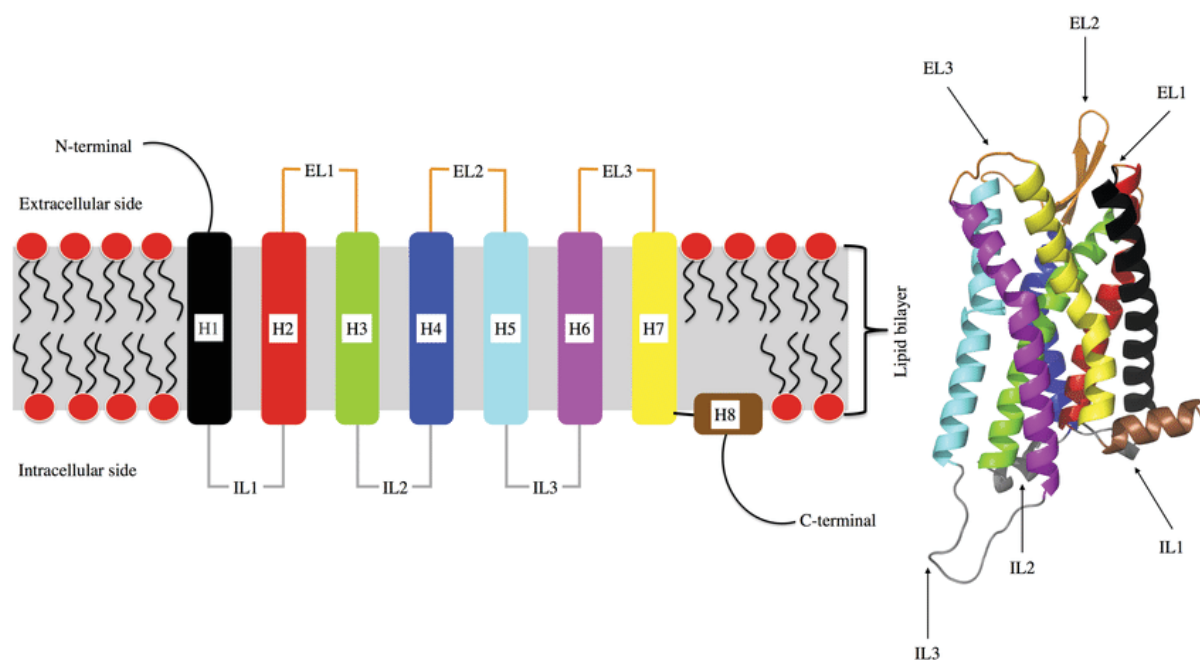 N-terminal
EL1
EL2
EL3
Extracellular side
H1
H2
H3
H4
H5
H6
H7
H8
Lipid bilayer
Intracellular side
IL1
IL2
IL3
C-terminal
EL2
EL3
EL1
IL1
IL2
IL3